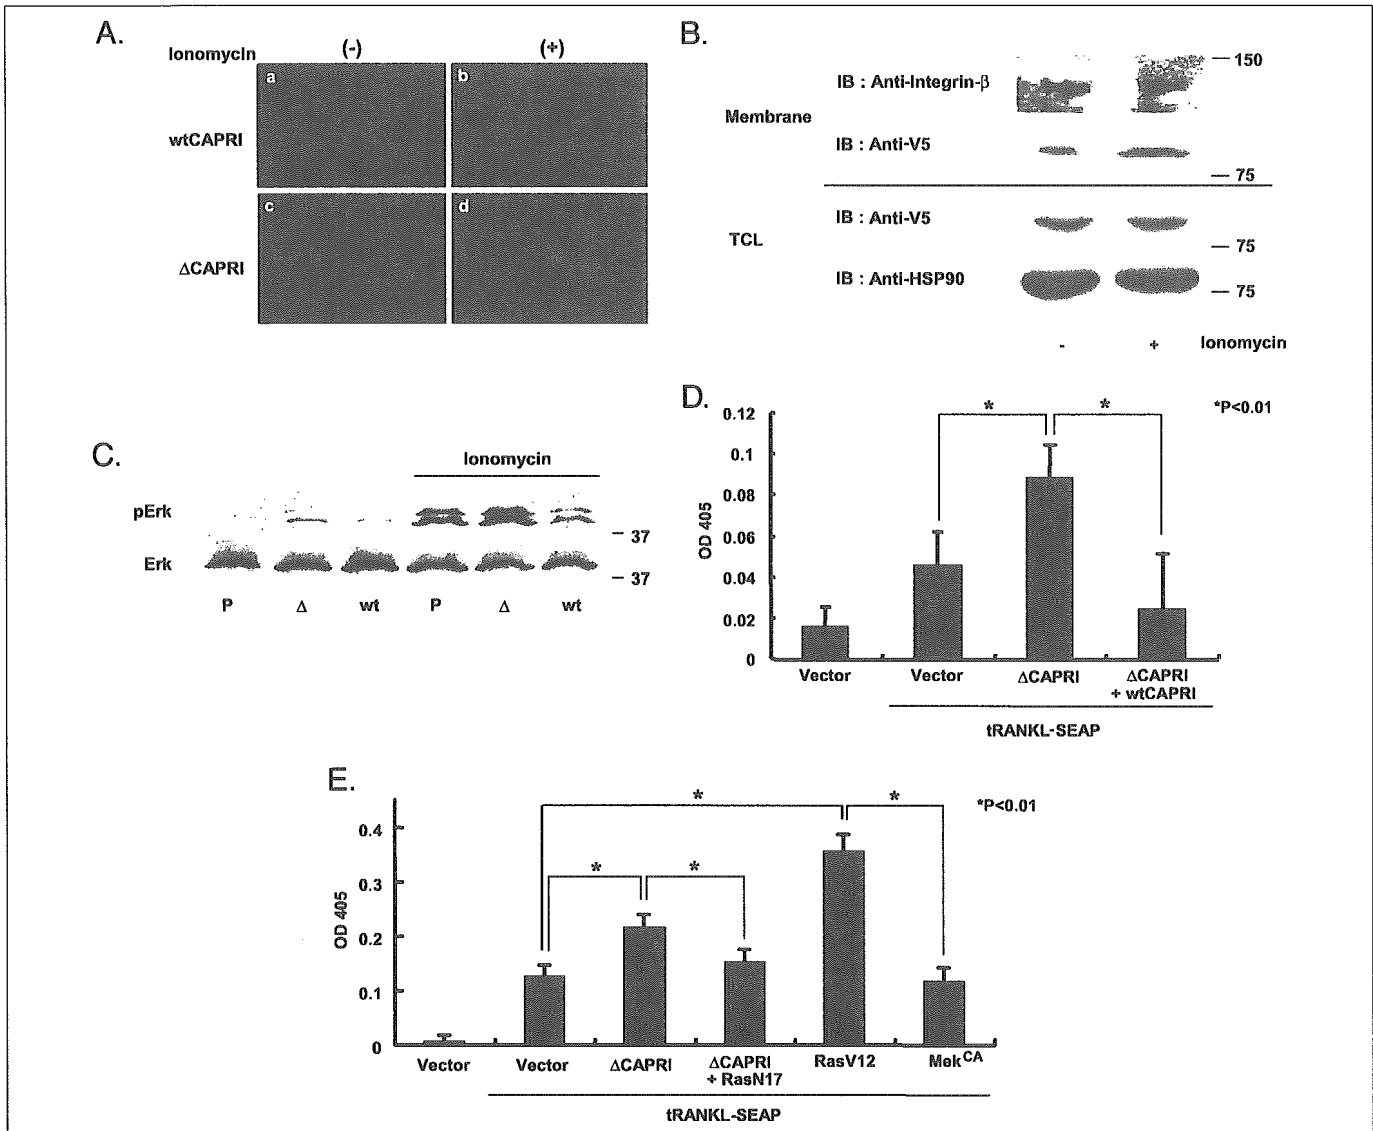 A.
Ionomycin (-) (+)
a b
wtCAPRI
c d
ΔCAPRI
B.
IB : Anti-Integrin-β 150
Membrane
IB : Anti-V5
75
IB : Anti-V5
TCL 75
IB : Anti-HSP90 75
- + Ionomycin
C.
Ionomycin
pErk
37
Erk
37
P Δ wt P Δ wt
D.
*P<0.01
* *
0.12
0.1
0.08
0.06
0.04
0.02
0
OD 405
Vector Vector ΔCAPRI ΔCAPRI
+ wtCAPRI
tRANKL-SEAP
E.
*P<0.01
* *
* *
0.4
0.3
0.2
0.1
0
OD 405
Vector Vector ΔCAPRI ΔCAPRI RasV12 Mek^CA
+ RasN17
tRANKL-SEAP